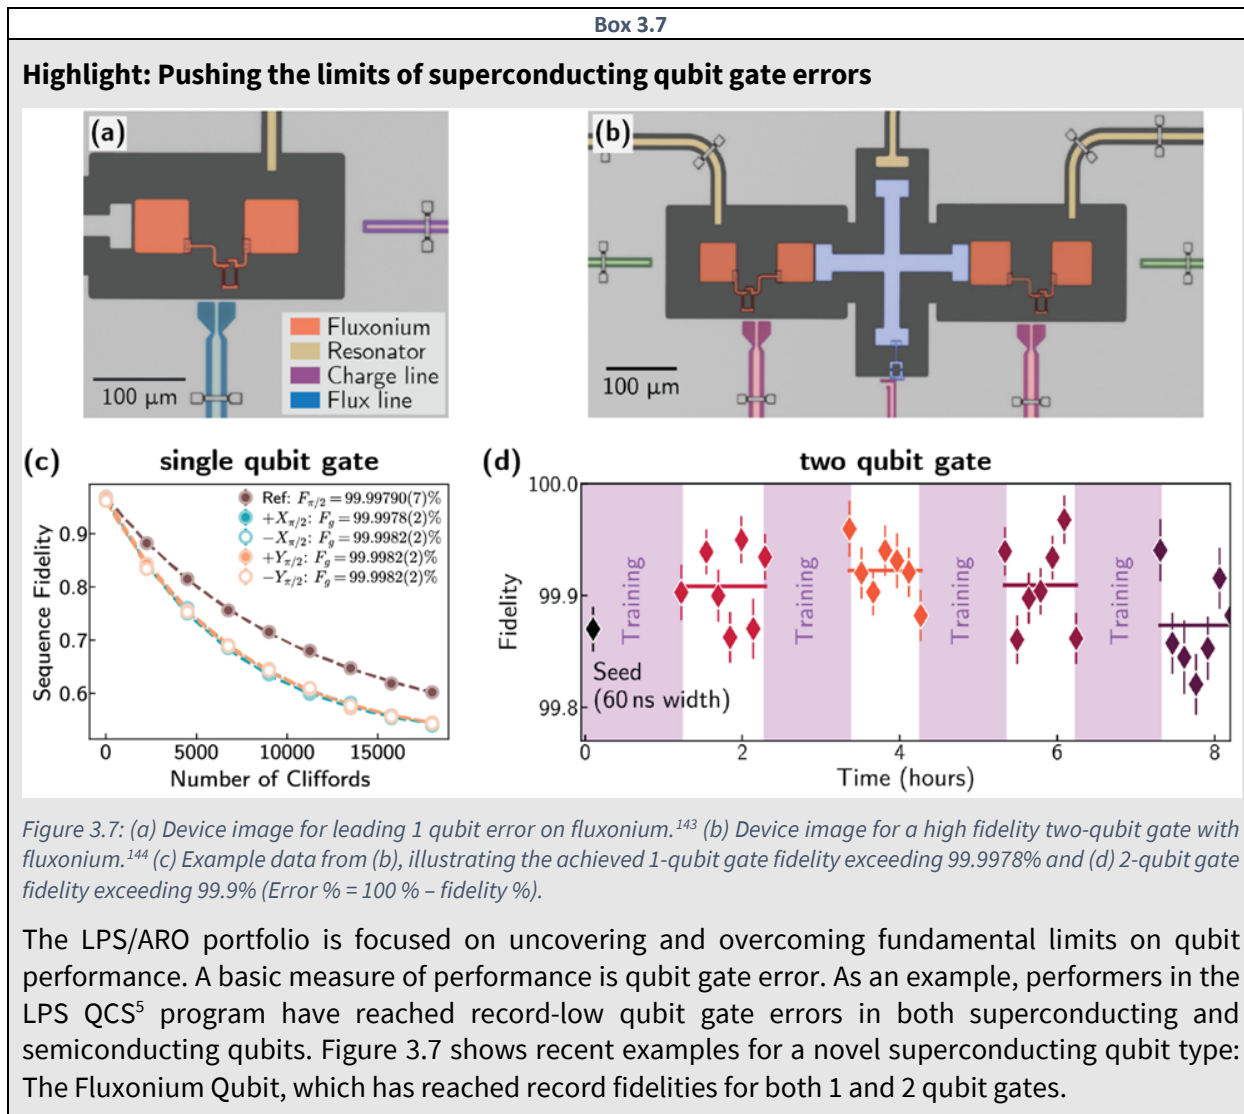 Box 3.7
Highlight: Pushing the limits of superconducting qubit gate errors
(a)
Fluxonium
Resonator
Charge line
Flux line
100 μm
(b)
100 μm
(c) single qubit gate
Ref: F_{π/2} = 99.99790(7)%
+X_{π/2}: F_g = 99.9978(2)%
−X_{π/2}: F_g = 99.9982(2)%
+Y_{π/2}: F_g = 99.9982(2)%
−Y_{π/2}: F_g = 99.9982(2)%
Sequence Fidelity
0.9
0.8
0.7
0.6
0 5000 10000 15000
Number of Cliffords
(d) two qubit gate
Fidelity
100.0
99.9
99.8
Training
Training
Training
Training
Seed
(60 ns width)
0 2 4 6 8
Time (hours)
Figure 3.7: (a) Device image for leading 1 qubit error on fluxonium.¹⁴³ (b) Device image for a high fidelity two-qubit gate with
fluxonium.¹⁴⁴ (c) Example data from (b), illustrating the achieved 1-qubit gate fidelity exceeding 99.9978% and (d) 2-qubit gate
fidelity exceeding 99.9% (Error % = 100 % – fidelity %).
The LPS/ARO portfolio is focused on uncovering and overcoming fundamental limits on qubit
performance. A basic measure of performance is qubit gate error. As an example, performers in the
LPS QCS⁵ program have reached record-low qubit gate errors in both superconducting and
semiconducting qubits. Figure 3.7 shows recent examples for a novel superconducting qubit type:
The Fluxonium Qubit, which has reached record fidelities for both 1 and 2 qubit gates.